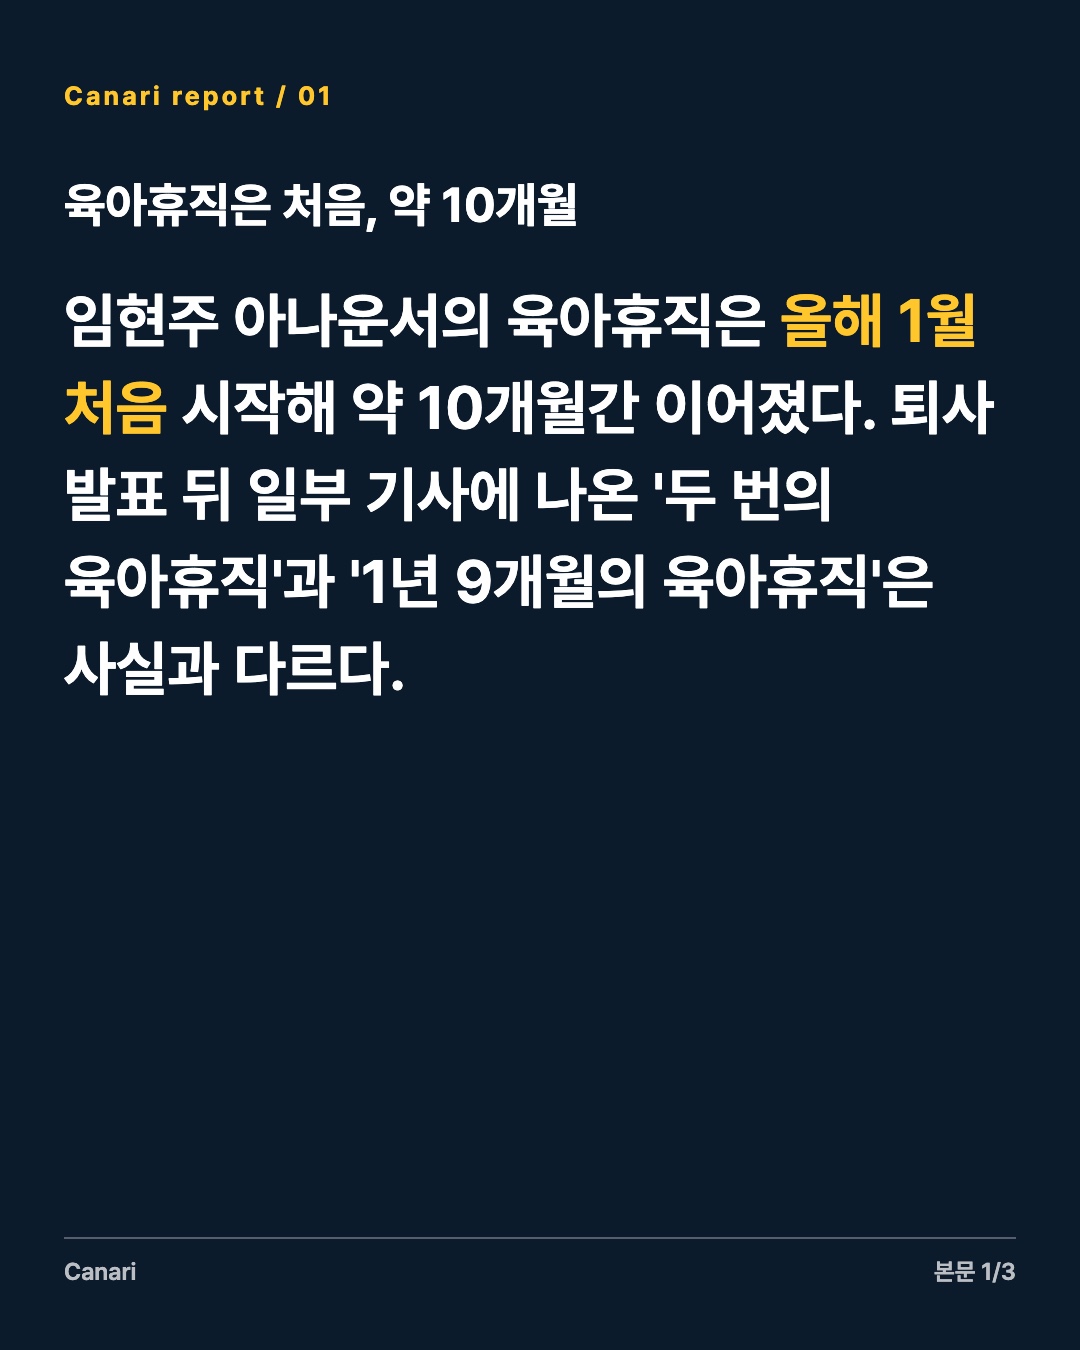 Canari report / 01
육아휴직은 처음, 약 10개월
임현주 아나운서의 육아휴직은 올해 1월
처음 시작해 약 10개월간 이어졌다. 퇴사
발표 뒤 일부 기사에 나온 '두 번의
육아휴직'과 '1년 9개월의 육아휴직'은
사실과 다르다.
Canari
본문 1/3